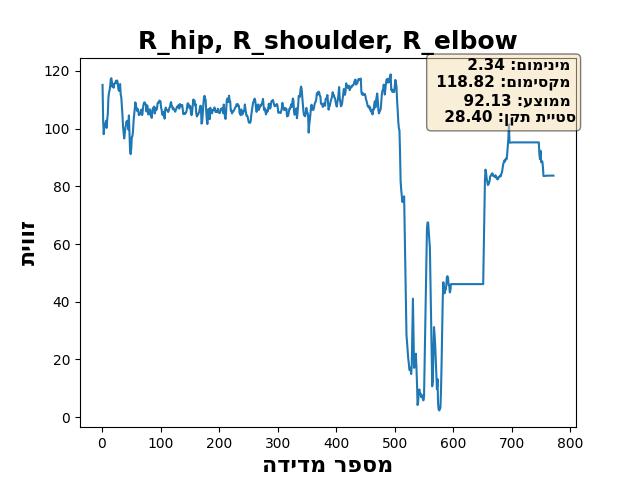 R_hip, R_shoulder, R_elbow
מינימום: 2.34
מקסימום: 118.82
ממוצע: 92.13
סטיית תקן: 28.40
זווית
120
100
80
60
40
20
0
0 100 200 300 400 500 600 700 800
מספר מדידה